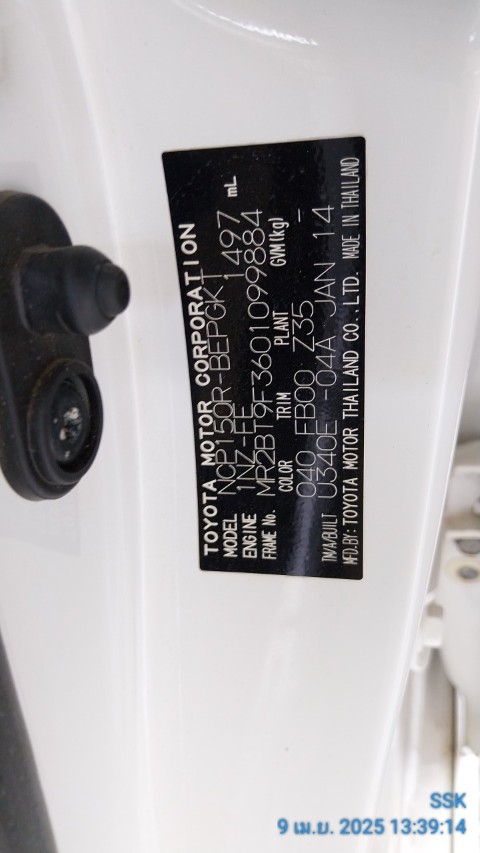 TOYOTA MOTOR CORPORATION
MODEL NCP150R-BEPGKT
ENGINE 1NZ-FE 1497 mL
FRAME No. MR2BT9F3601099884
COLOR TRIM PLANT GVM(kg)
040 FB00 Z35 –
TM/A/BUILT U340E -04A JAN 14
MFD.BY: TOYOTA MOTOR THAILAND CO.,LTD. MADE IN THAILAND
SSK
9 เม.ย. 2025 13:39:14